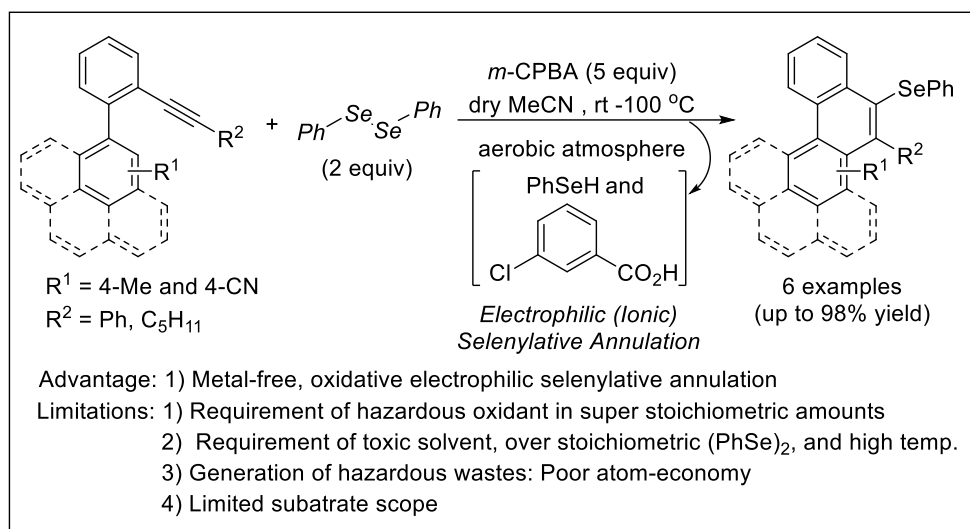 R²
R¹
+
Ph Se Se Ph
(2 equiv)
m-CPBA (5 equiv)
dry MeCN , rt -100 °C
aerobic atmosphere
PhSeH and
Cl
CO₂H
Electrophilic (Ionic)
Selenylative Annulation
SePh
R²
R¹
R¹ = 4-Me and 4-CN
R² = Ph, C₅H₁₁
6 examples
(up to 98% yield)
Advantage: 1) Metal-free, oxidative electrophilic selenylative annulation
Limitations: 1) Requirement of hazardous oxidant in super stoichiometric amounts
2) Requirement of toxic solvent, over stoichiometric (PhSe)₂, and high temp.
3) Generation of hazardous wastes: Poor atom-economy
4) Limited subatrate scope